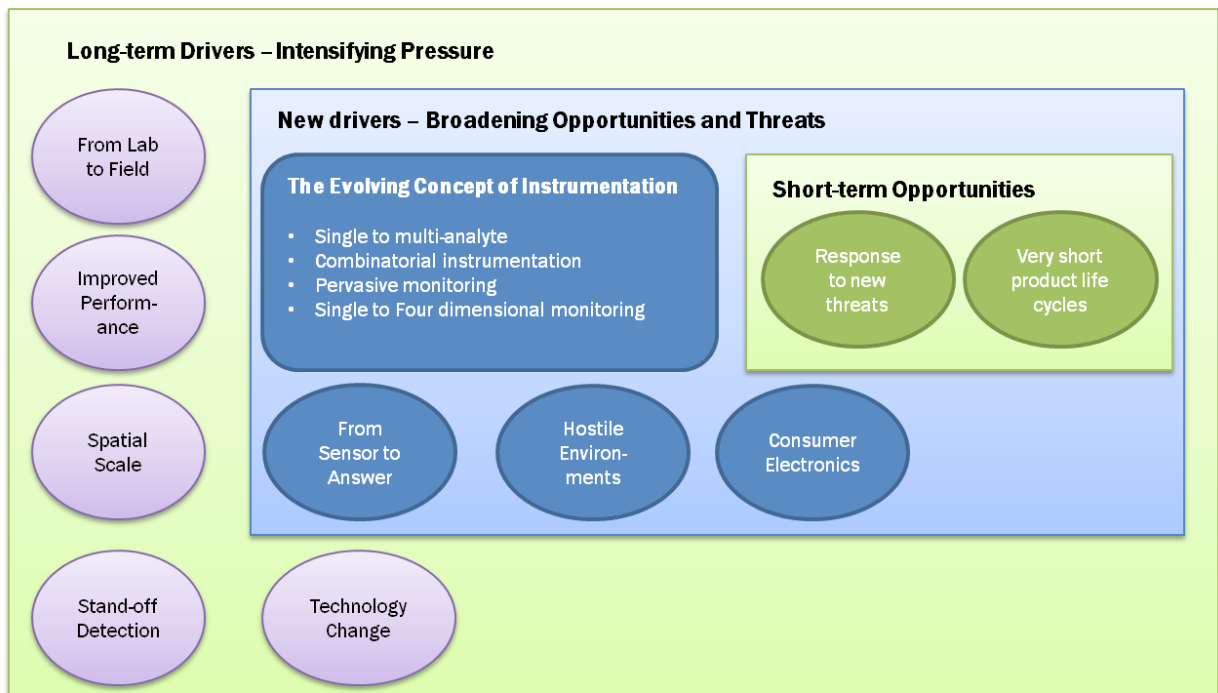 Long-term Drivers – Intensifying Pressure
From Lab
to Field
Improved
Perform-
ance
Spatial
Scale
Stand-off
Detection
Technology
Change
New drivers – Broadening Opportunities and Threats
The Evolving Concept of Instrumentation
• Single to multi-analyte
• Combinatorial instrumentation
• Pervasive monitoring
• Single to Four dimensional monitoring
Short-term Opportunities
Response
to new
threats
Very short
product life
cycles
From
Sensor to
Answer
Hostile
Environ-
ments
Consumer
Electronics